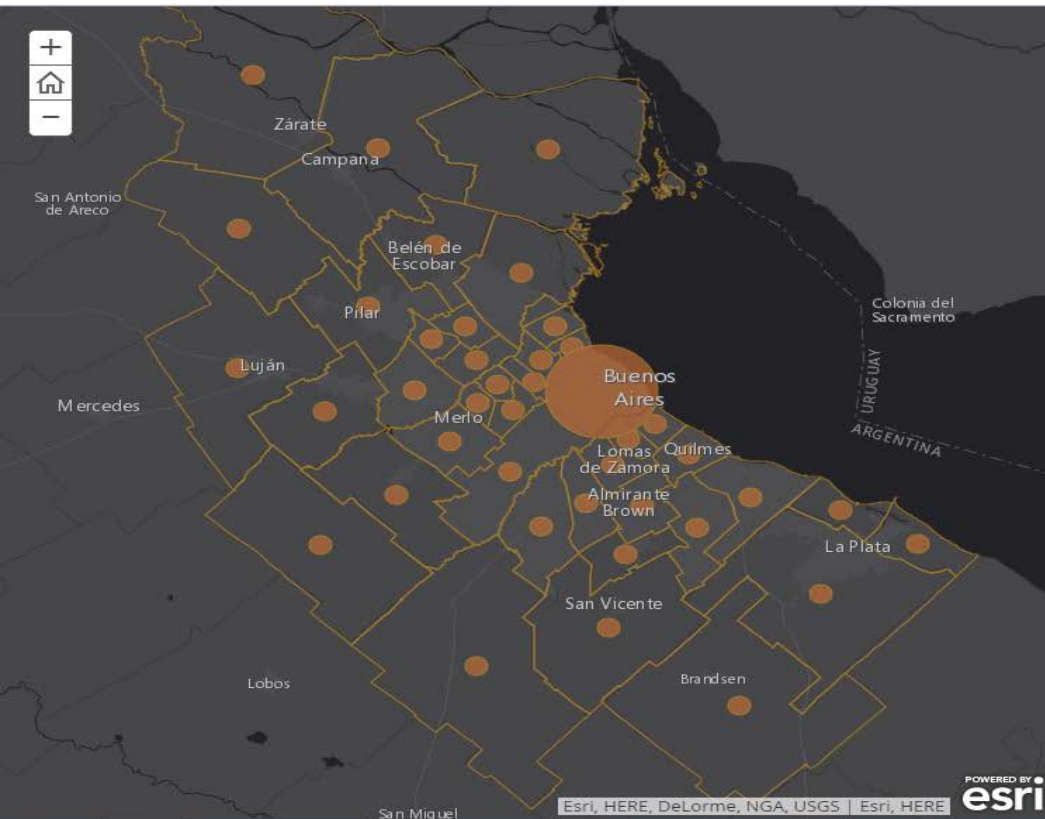 +
−
Zárate
Campana
San Antonio
de Areco
Belén de
Escobar
Pilar
Colonia del
Sacramento
Luján
Buenos
Aires
URUGUAY
Mercedes
Merlo
ARGENTINA
Lomas
de Zamora
Quilmes
Almirante
Brown
La Plata
San Vicente
Brandsen
Lobos
San Miguel
Esri, HERE, DeLorme, NGA, USGS | Esri, HERE
POWERED BY
esri